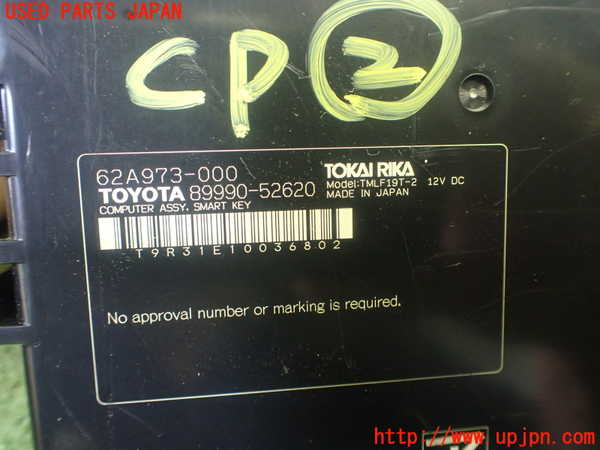 USED PARTS JAPAN
CP②
62A973-000
TOKAI RIKA
TOYOTA 89990-52620
Model:TMLF19T-2 12V DC
COMPUTER ASSY, SMART KEY
MADE IN JAPAN
T9R31E10036802
No approval number or marking is required.
http://www.upjpn.com/